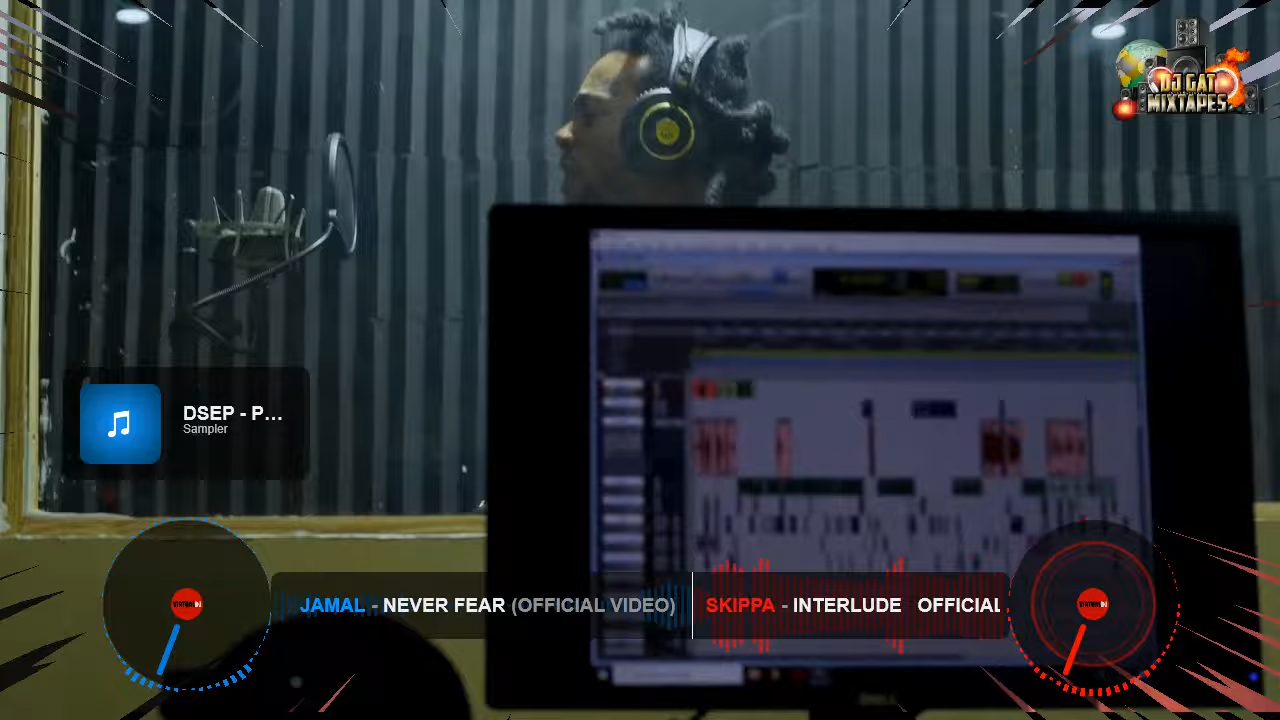 DJ GAT
MIXTAPES
DSEP - P...
Sampler
JAMAL - NEVER FEAR (OFFICIAL VIDEO)
SKIPPA - INTERLUDE OFFICIAL